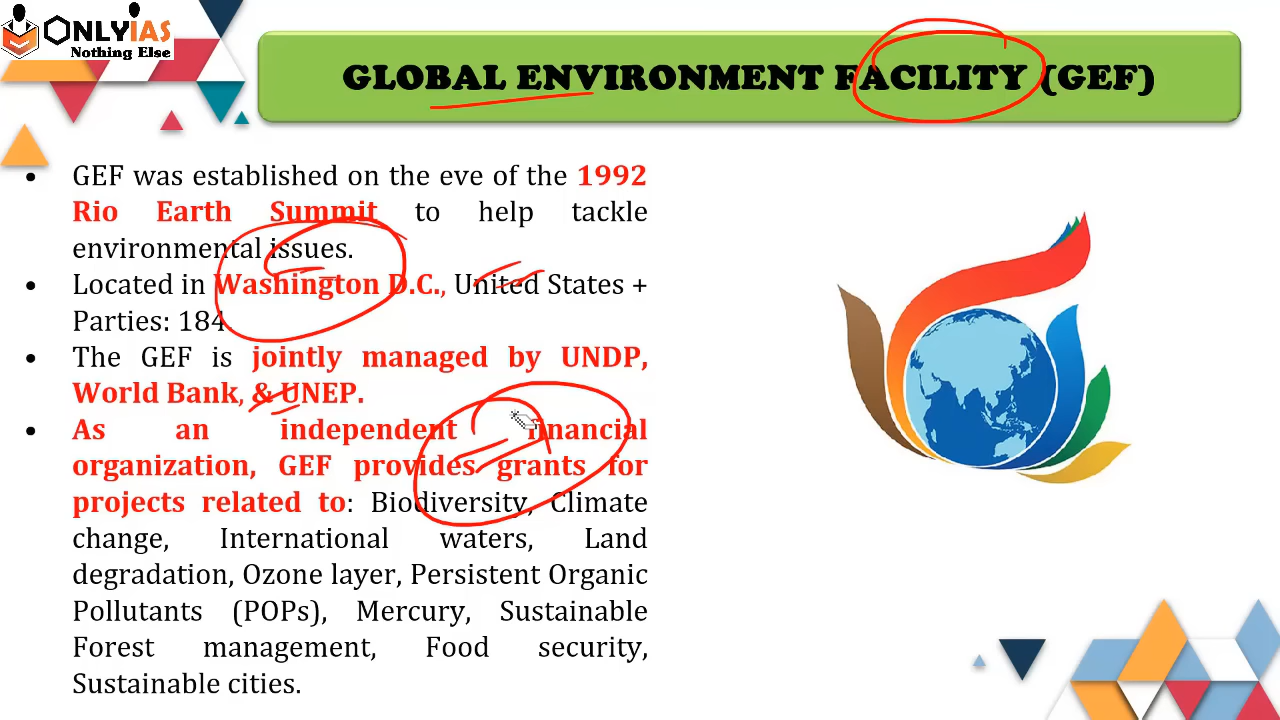 ONLYIAS
Nothing Else
GLOBAL ENVIRONMENT FACILITY (GEF)
• GEF was established on the eve of the 1992
Rio Earth Summit to help tackle
environmental issues.
• Located in Washington D.C., United States +
Parties: 184.
• The GEF is jointly managed by UNDP,
World Bank, & UNEP.
• As an independent financial
organization, GEF provides grants for
projects related to: Biodiversity, Climate
change, International waters, Land
degradation, Ozone layer, Persistent Organic
Pollutants (POPs), Mercury, Sustainable
Forest management, Food security,
Sustainable cities.